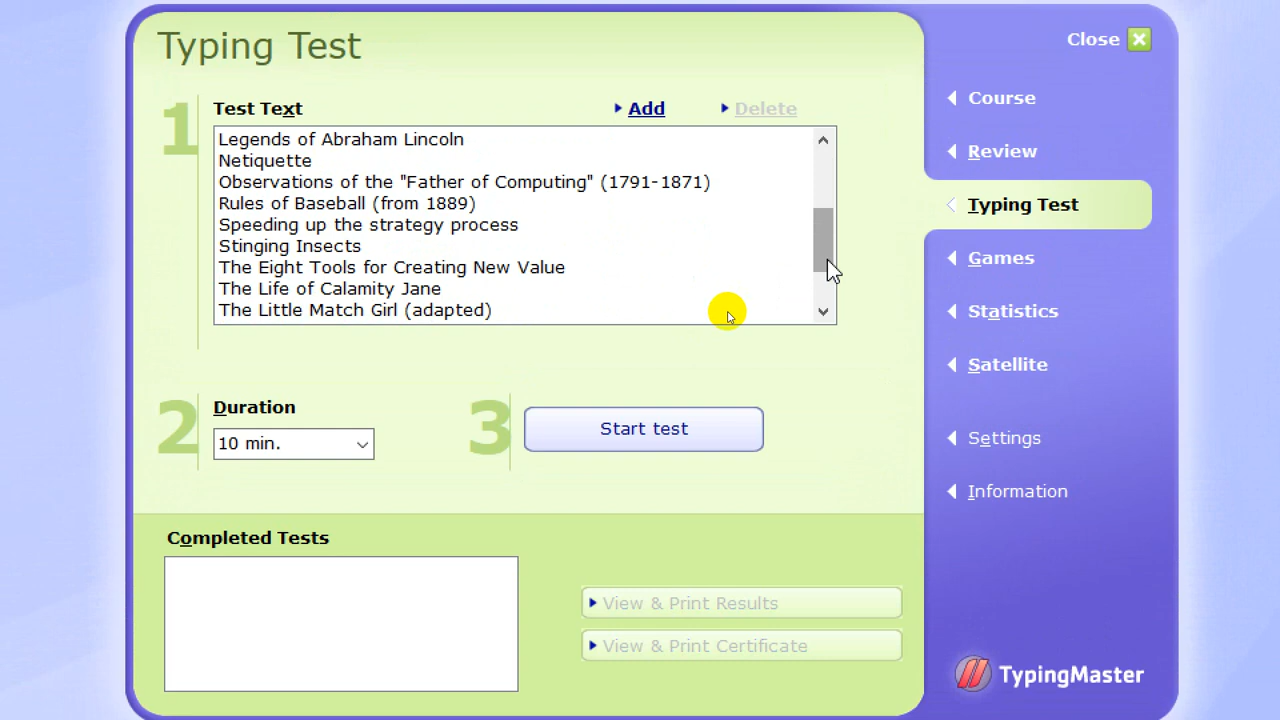 Typing Test
Close
1
Test Text
Add
Delete
Legends of Abraham Lincoln
Netiquette
Observations of the "Father of Computing" (1791-1871)
Rules of Baseball (from 1889)
Speeding up the strategy process
Stinging Insects
The Eight Tools for Creating New Value
The Life of Calamity Jane
The Little Match Girl (adapted)
2
Duration
10 min.
3
Start test
Completed Tests
View & Print Results
View & Print Certificate
Course
Review
Typing Test
Games
Statistics
Satellite
Settings
Information
TypingMaster